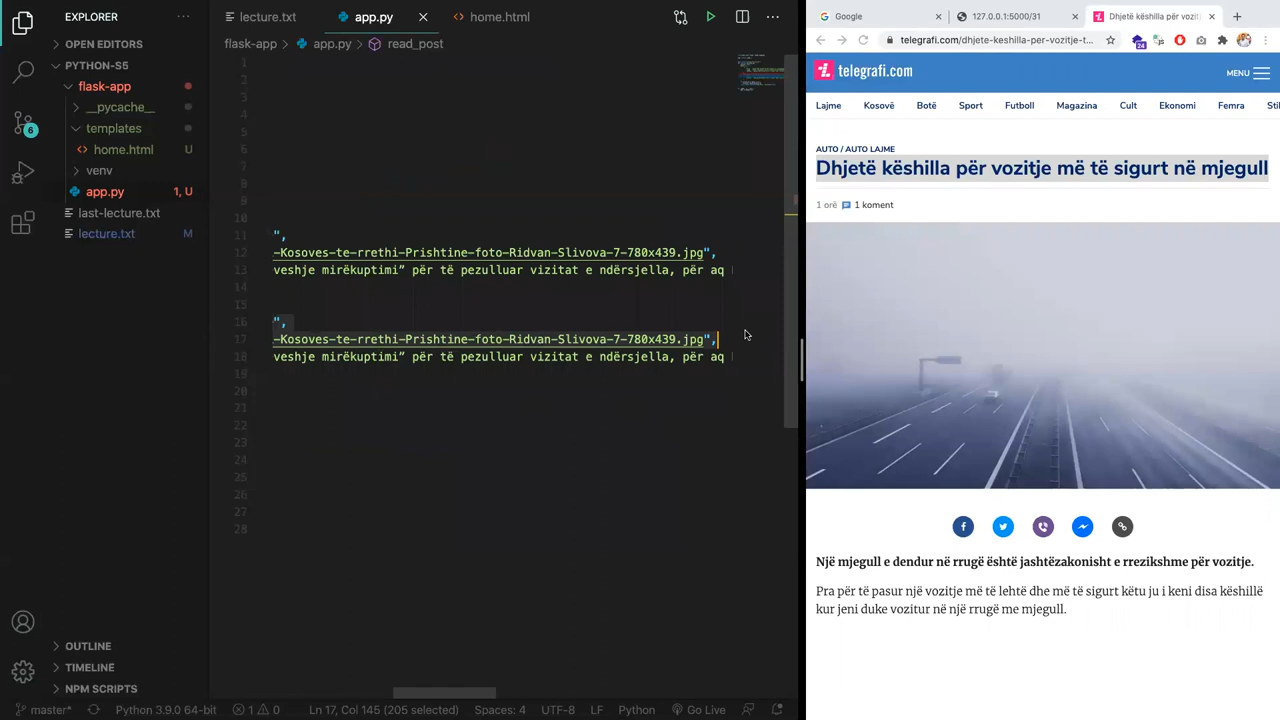 EXPLORER
OPEN EDITORS
PYTHON-S5
flask-app
__pycache__
templates
home.html
U
venv
app.py
1, U
last-lecture.txt
lecture.txt
M
OUTLINE
TIMELINE
NPM SCRIPTS
6
lecture.txt
app.py
home.html
flask-app
app.py
read_post
1
2
3
4
5
6
7
8
9
10
11 ",
12 -Kosoves-te-rrethi-Prishtine-foto-Ridvan-Slivova-7-780x439.jpg",
13 veshje mirëkuptimi” për të pezulluar vizitat e ndërsjella, për aq
14
15
16 ",
17 -Kosoves-te-rrethi-Prishtine-foto-Ridvan-Slivova-7-780x439.jpg",
18 veshje mirëkuptimi” për të pezulluar vizitat e ndërsjella, për aq
19
20
21
22
23
24
25
26
27
28
master*
Python 3.9.0 64-bit
1
0
Ln 17, Col 145 (205 selected)
Spaces: 4
UTF-8
LF
Python
Go Live
Google
127.0.0.1:5000/31
Dhjetë këshilla për vozit
telegrafi.com/dhjete-keshilla-per-vozitje-t...
24
telegrafi.com
MENU
Lajme
Kosovë
Botë
Sport
Futboll
Magazina
Cult
Ekonomi
Femra
Stil
AUTO / AUTO LAJME
Dhjetë këshilla për vozitje më të sigurt në mjegull
1 orë
1 koment
Një mjegull e dendur në rrugë është jashtëzakonisht e rrezikshme për vozitje.
Pra për të pasur një vozitje më të lehtë dhe më të sigurt këtu ju i keni disa këshillë
kur jeni duke vozitur në një rrugë me mjegull.